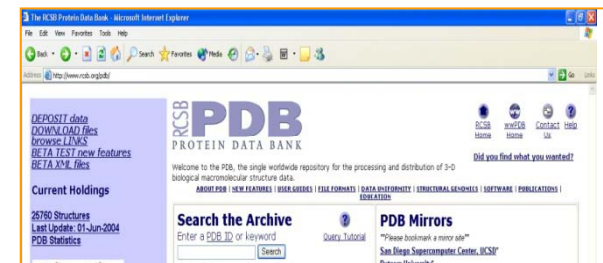 The RCSB Protein Data Bank - Microsoft Internet Explorer
File Edit View Favorites Tools Help
Back Search Favorites Media
Address http://www.rcsb.org/pdb/ Go Links
DEPOSIT data
DOWNLOAD files
browse LINKS
BETA TEST new features
BETA XML files
Current Holdings
25760 Structures
Last Update: 01-Jun-2004
PDB Statistics
RCSB
PDB
PROTEIN DATA BANK
RCSB Home wwPDB Home Contact Us Help
Did you find what you wanted?
Welcome to the PDB, the single worldwide repository for the processing and distribution of 3-D
biological macromolecular structure data.
ABOUT PDB | NEW FEATURES | USER GUIDES | FILE FORMATS | DATA UNIFORMITY | STRUCTURAL GENOMICS | SOFTWARE | PUBLICATIONS |
EDUCATION
Search the Archive
Enter a PDB ID or keyword Query Tutorial
Search
PDB Mirrors
"Please bookmark a mirror site"
San Diego Supercomputer Center, UCSD*